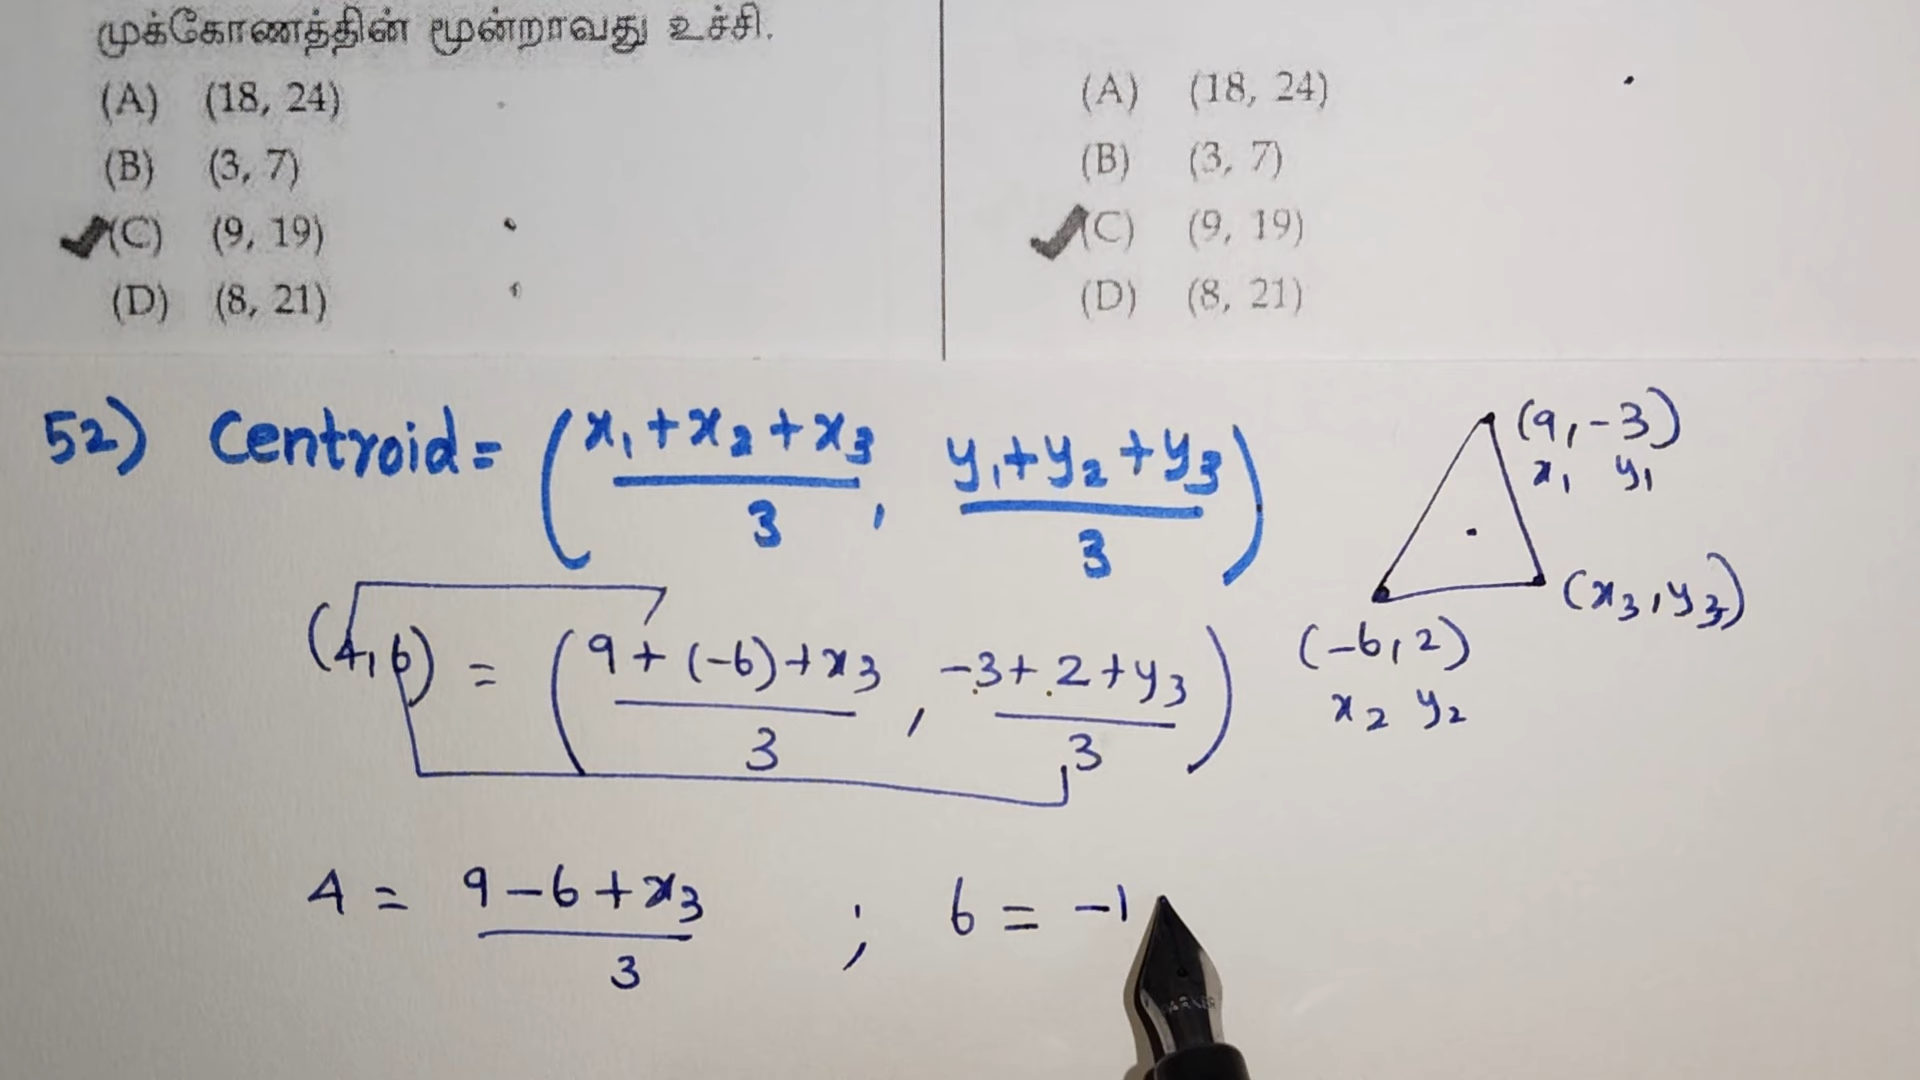 முக்கோணத்தின் மூன்றாவது உச்சி.
(A) (18, 24)
(B) (3, 7)
✓(C) (9, 19)
(D) (8, 21)
(A) (18, 24)
(B) (3, 7)
✓(C) (9, 19)
(D) (8, 21)
52) Centroid = (x₁+x₂+x₃/3, y₁+y₂+y₃/3)
(4,6) = (9+(-6)+x₃/3, -3+2+y₃/3)
4 = 9-6+x₃/3 ; 6 = -1
(9,-3)
x₁ y₁
(x₃,y₃)
(-6,2)
x₂ y₂
PARKER